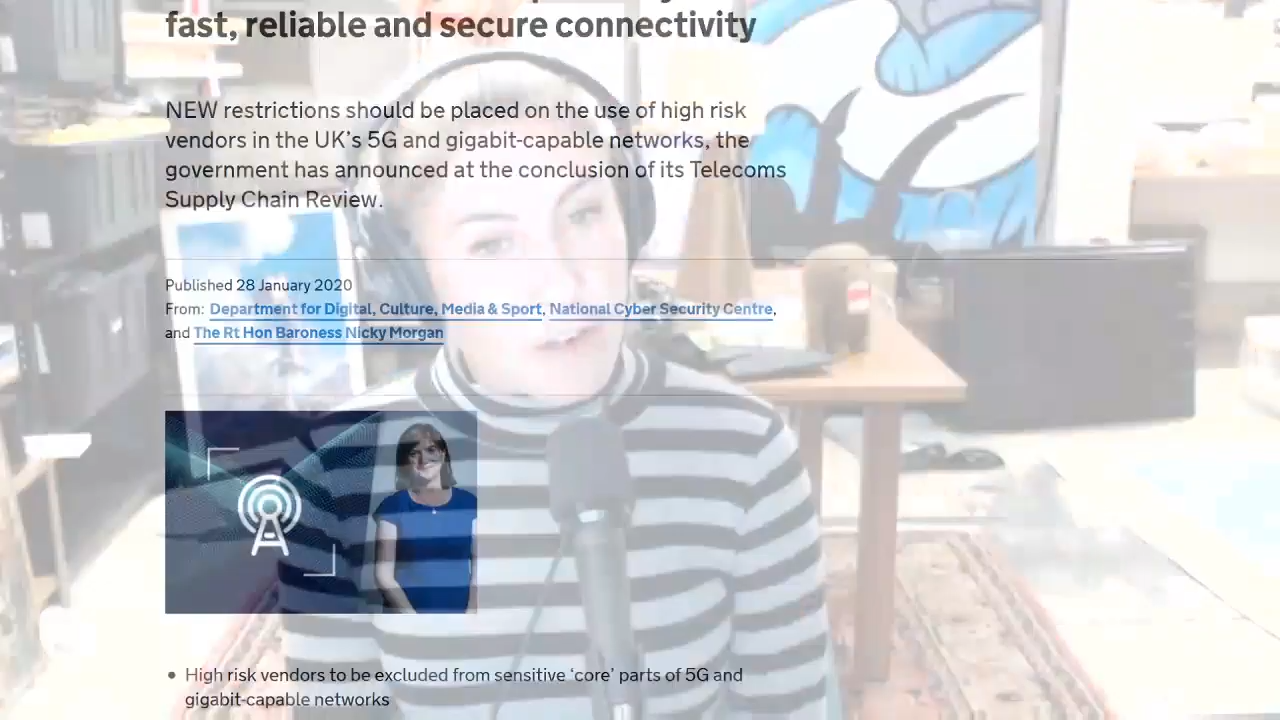 fast, reliable and secure connectivity
NEW restrictions should be placed on the use of high risk
vendors in the UK's 5G and gigabit-capable networks, the
government has announced at the conclusion of its Telecoms
Supply Chain Review.
Published 28 January 2020
From: Department for Digital, Culture, Media & Sport, National Cyber Security Centre,
and The Rt Hon Baroness Nicky Morgan
• High risk vendors to be excluded from sensitive ‘core’ parts of 5G and
gigabit-capable networks